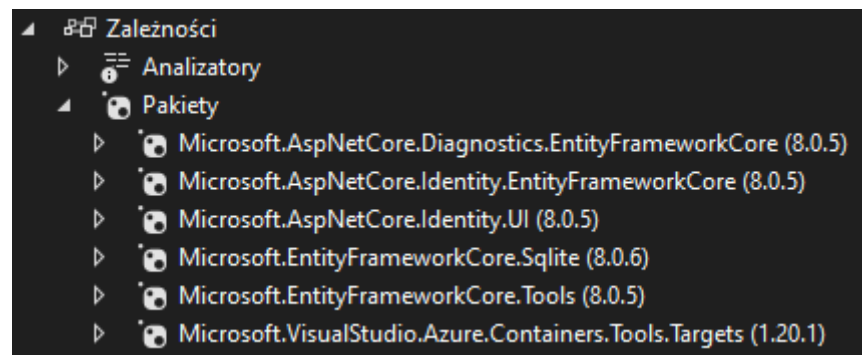 Zależności
Analizatory
Pakiety
Microsoft.AspNetCore.Diagnostics.EntityFrameworkCore (8.0.5)
Microsoft.AspNetCore.Identity.EntityFrameworkCore (8.0.5)
Microsoft.AspNetCore.Identity.UI (8.0.5)
Microsoft.EntityFrameworkCore.Sqlite (8.0.6)
Microsoft.EntityFrameworkCore.Tools (8.0.5)
Microsoft.VisualStudio.Azure.Containers.Tools.Targets (1.20.1)